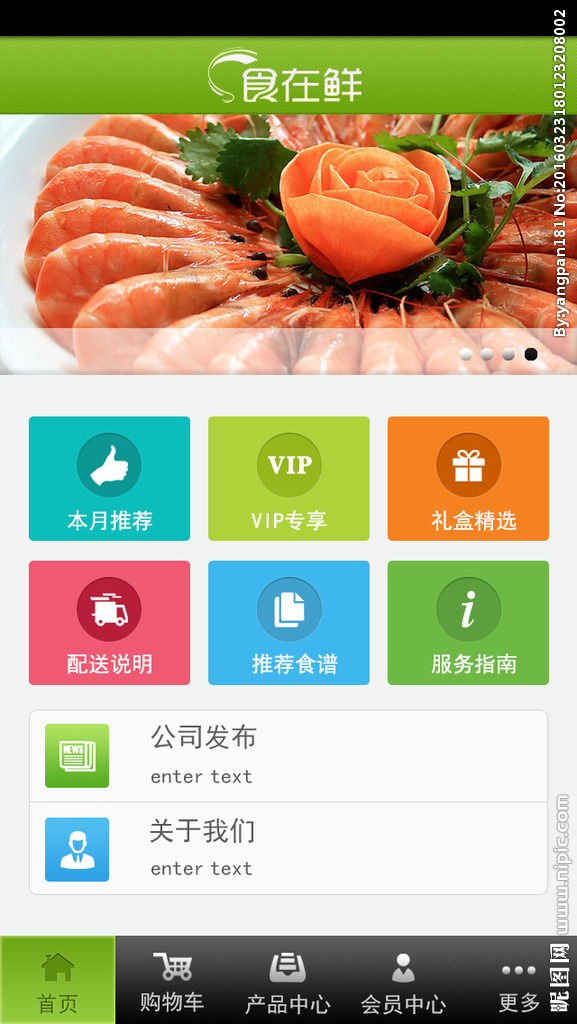 食在鲜
By:yangpan181 No:20160323180123208002
本月推荐
VIP
VIP专享
礼盒精选
配送说明
推荐食谱
i
服务指南
NEWS
公司发布
enter text
关于我们
enter text
首页
购物车
产品中心
会员中心
更多
昵图网 www.nipic.com